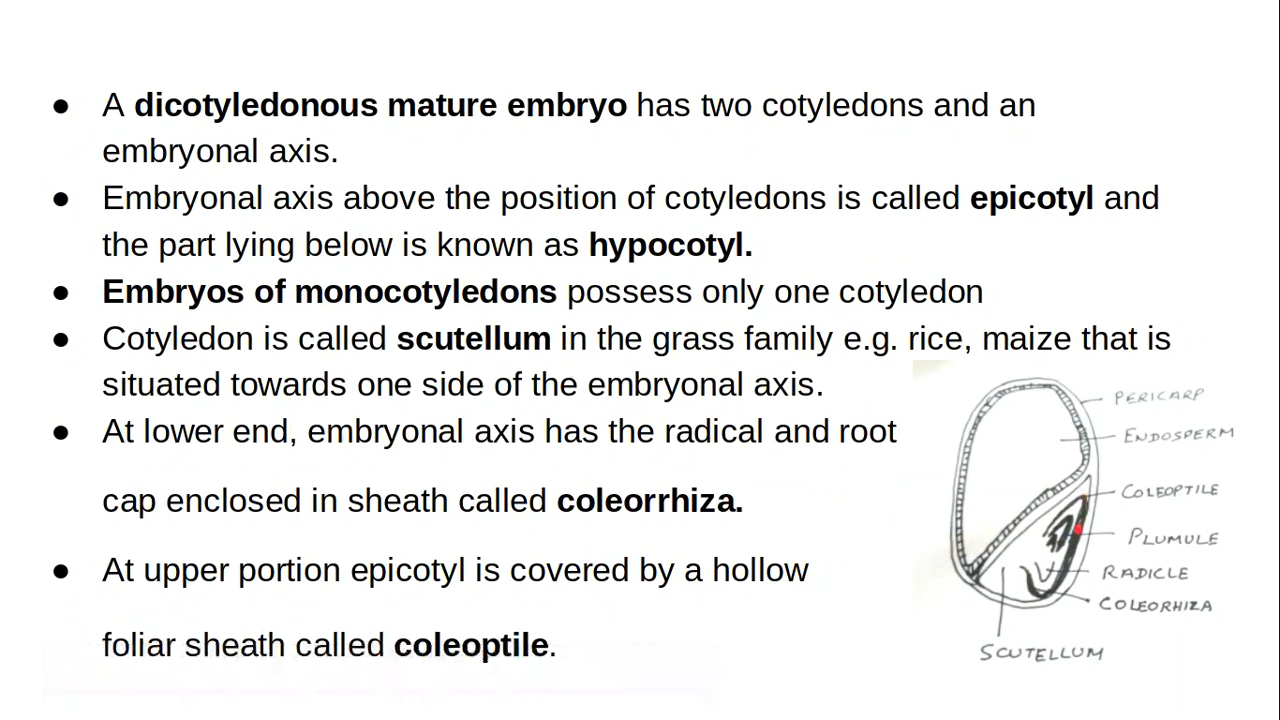 ● A dicotyledonous mature embryo has two cotyledons and an
embryonal axis.
● Embryonal axis above the position of cotyledons is called epicotyl and
the part lying below is known as hypocotyl.
● Embryos of monocotyledons possess only one cotyledon
● Cotyledon is called scutellum in the grass family e.g. rice, maize that is
situated towards one side of the embryonal axis.
● At lower end, embryonal axis has the radical and root
cap enclosed in sheath called coleorrhiza.
● At upper portion epicotyl is covered by a hollow
foliar sheath called coleoptile.
PERICARP
ENDOSPERM
COLEOPTILE
PLUMULE
RADICLE
COLEORHIZA
SCUTELLUM